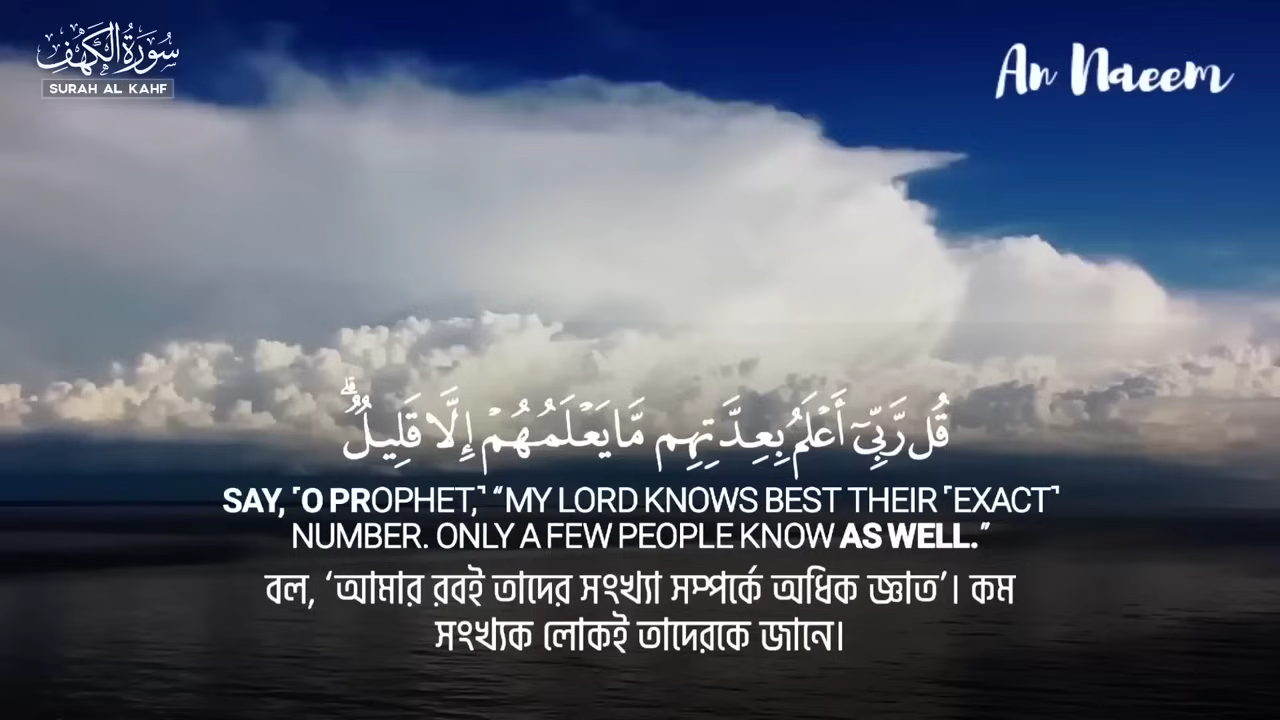 سُورَةُ الكَهْفِ
SURAH AL KAHF
An Naeem
قُل رَّبِّىٓ أَعْلَمُ بِعِدَّتِهِم مَّا يَعْلَمُهُمْ إِلَّا قَلِيلٌ ۗ
SAY, ˹O PROPHET,˺ “MY LORD KNOWS BEST THEIR ˹EXACT˺
NUMBER. ONLY A FEW PEOPLE KNOW AS WELL.”
বল, ‘আমার রবই তাদের সংখ্যা সম্পর্কে অধিক জ্ঞাত’। কম
সংখ্যক লোকই তাদেরকে জানে।